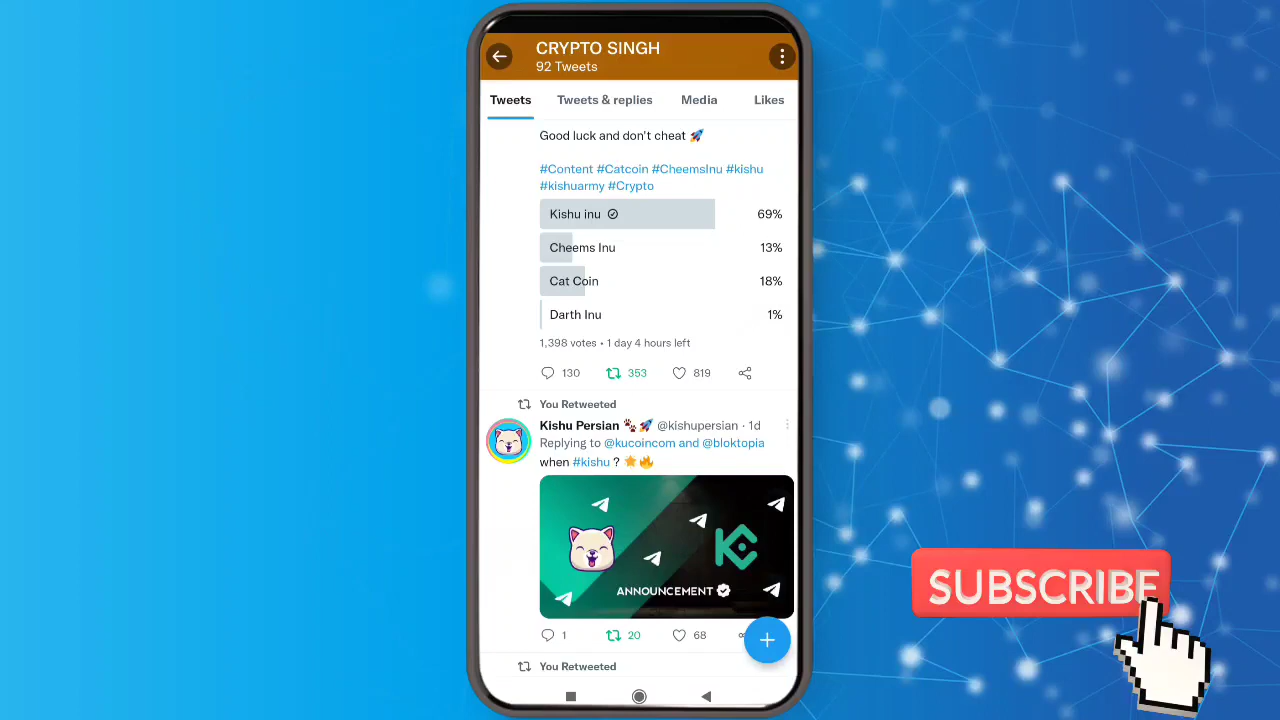 CRYPTO SINGH
92 Tweets
Tweets Tweets & replies Media Likes
Good luck and don't cheat 🚀
#Content #Catcoin #CheemsInu #kishu
#kishuarmy #Crypto
Kishu inu 69%
Cheems Inu 13%
Cat Coin 18%
Darth Inu 1%
1,398 votes • 1 day 4 hours left
130 353 819
You Retweeted
Kishu Persian 🐾🚀 @kishupersian · 1d
Replying to @kucoincom and @bloktopia
when #kishu ? 🌟🔥
ANNOUNCEMENT
1 20 68
You Retweeted
SUBSCRIBE